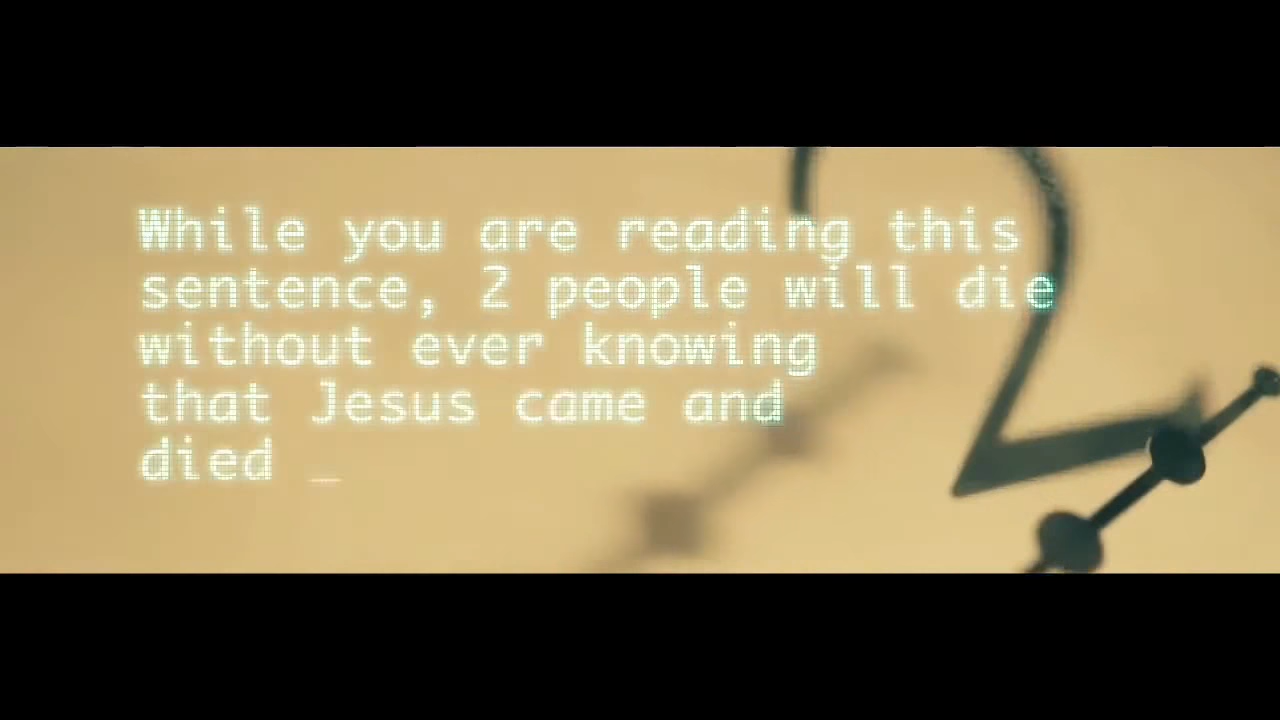 While you are reading this
sentence, 2 people will die
without ever knowing
that Jesus came and
died _